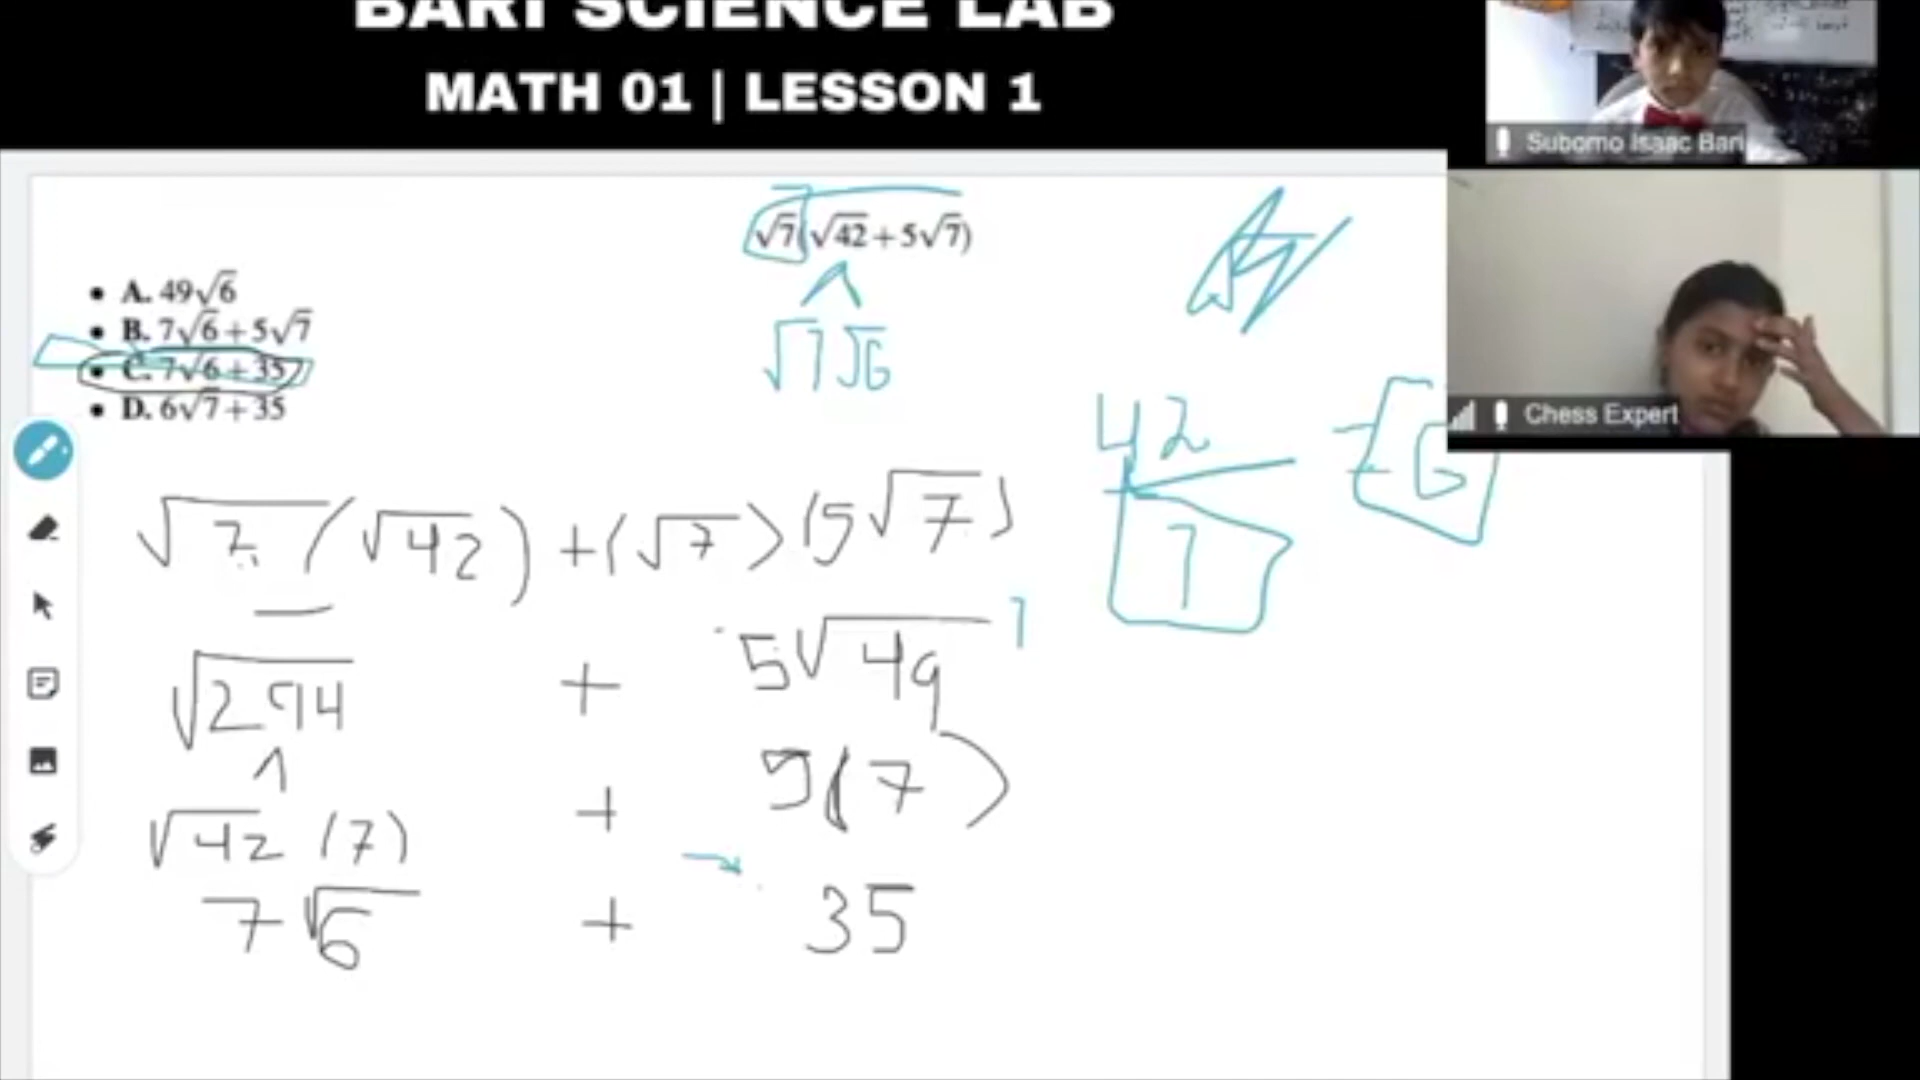 BARI SCIENCE LAB
MATH 01 | LESSON 1
Subomo Isaac Bari
Chess Expert
√7(√42+5√7)
• A. 49√6
• B. 7√6+5√7
• C. 7√6+35
• D. 6√7+35
√7 √6
42
7
= 6
√7 (√42) + (√7) (5√7)
√294 + 5√49 7
√42 (7) + 5(7)
7√6 + 35